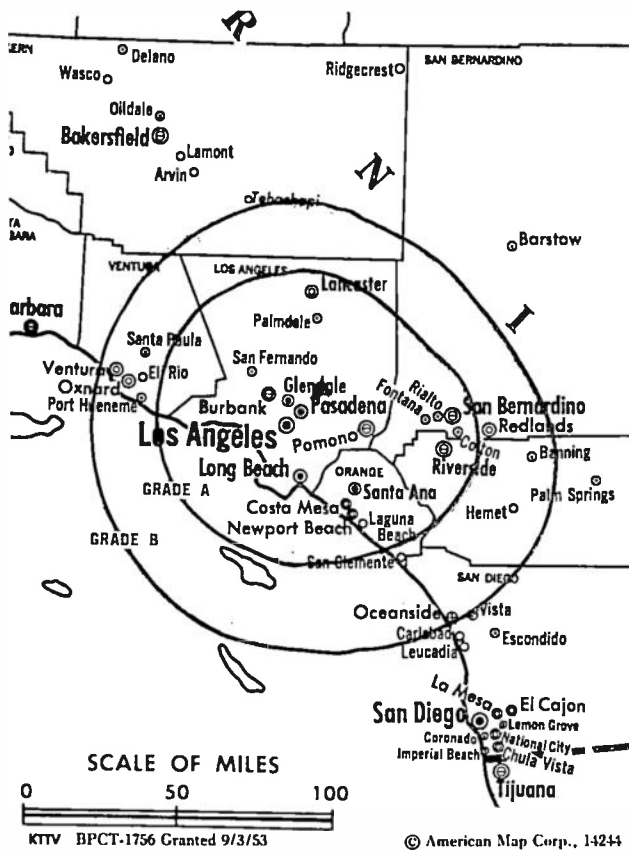 R
KERN
Delano
Wasco
Ridgecrest
SAN BERNARDINO
Oildale
Bakersfield
Lamont
Arvin
N
Tehachapi
BARA
Barstow
VENTURA
LOS ANGELES
I
Lancaster
arbara
Palmdale
Santa Paula
San Fernando
Ventura
El Rio
Oxnard
Port Hueneme
Glendale
Burbank
Pasadena
Rialto
Fontana
San Bernardino
Redlands
Los Angeles
Pomono
Colton
Riverside
Banning
Long Beach
ORANGE
GRADE A
Santa Ana
Palm Springs
Costa Mesa
Hemet
Newport Beach
Laguna
Beach
GRADE B
San Clemente
SAN DIEGO
Oceanside
Vista
Carlsbad
Escondido
Leucadia
La Mesa
El Cajon
San Diego
Lemon Grove
Coronado
National City
Imperial Beach
Chula Vista
Tijuana
SCALE OF MILES
0 50 100
KTTV BPCT-1756 Granted 9/3/53
© American Map Corp., 14244